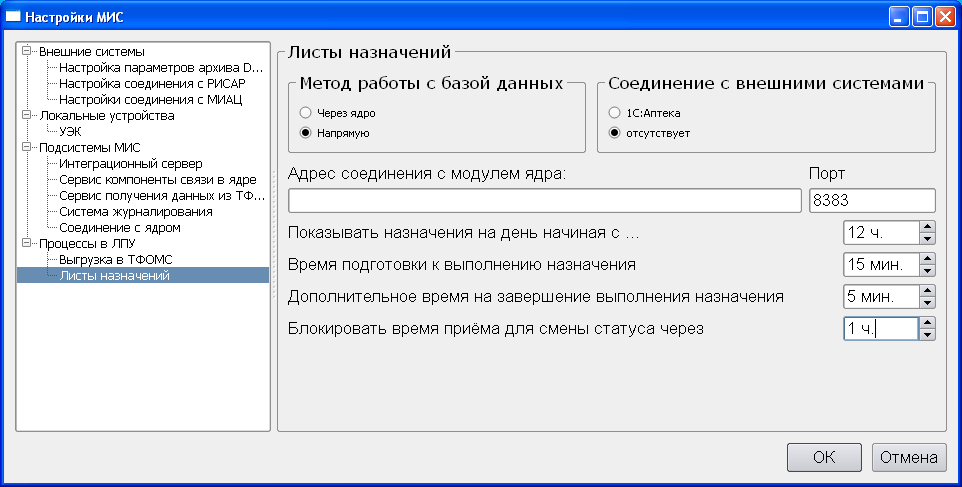 Настройки МИС
Внешние системы
Настройка параметров архива D...
Настройка соединения с РИСАР
Настройки соединения с МИАЦ
Локальные устройства
УЭК
Подсистемы МИС
Интеграционный сервер
Сервис компоненты связи в ядре
Сервис получения данных из ТФ...
Система журналирования
Соединение с ядром
Процессы в ЛПУ
Выгрузка в ТФОМС
Листы назначений
Листы назначений
Метод работы с базой данных
Через ядро
Напрямую
Соединение с внешними системами
1С:Аптека
отсутствует
Адрес соединения с модулем ядра:
Порт
8383
Показывать назначения на день начиная с ...
12 ч.
Время подготовки к выполнению назначения
15 мин.
Дополнительное время на завершение выполнения назначения
5 мин.
Блокировать время приёма для смены статуса через
1 ч.
ОК
Отмена